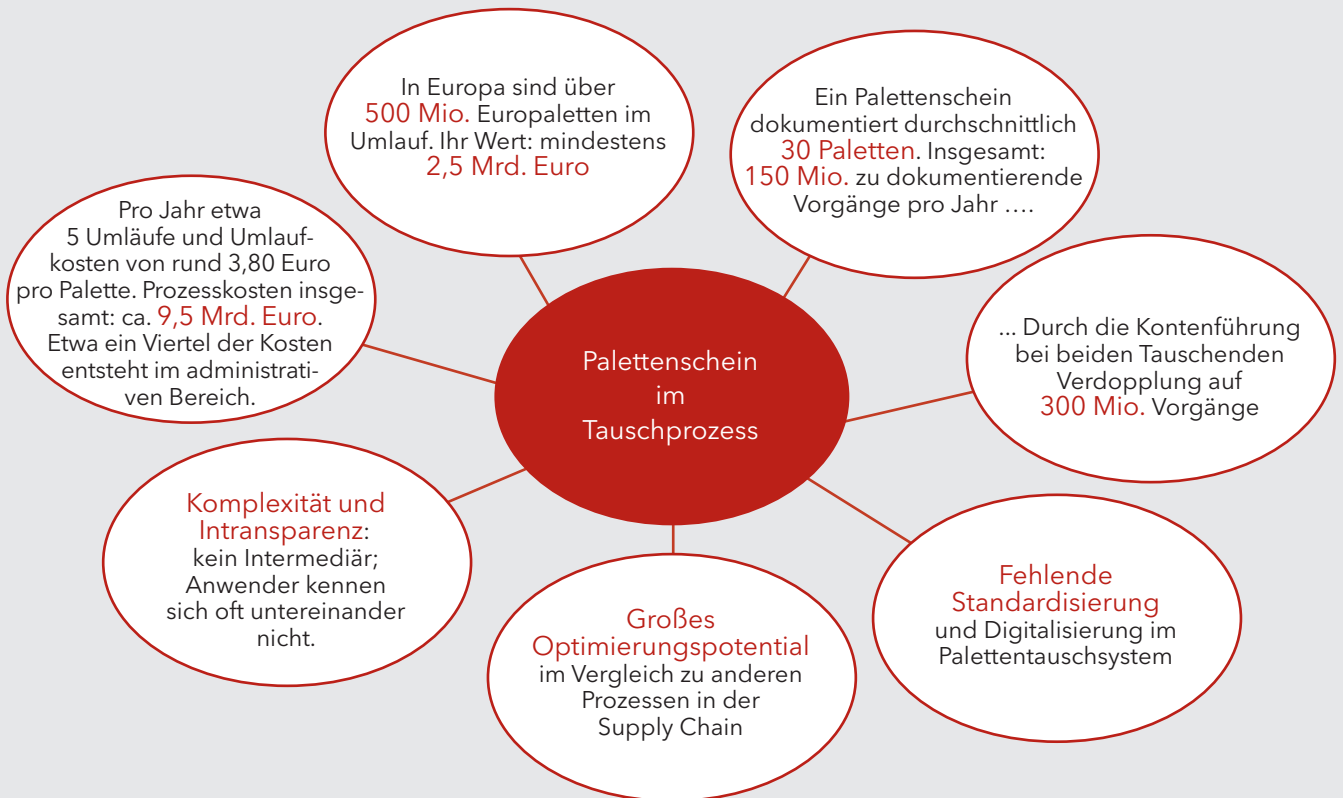 In Europa sind über
500 Mio. Europaletten im
Umlauf. Ihr Wert: mindestens
2,5 Mrd. Euro
Ein Palettenschein
dokumentiert durchschnittlich
30 Paletten. Insgesamt:
150 Mio. zu dokumentierende
Vorgänge pro Jahr ….
Pro Jahr etwa
5 Umläufe und Umlauf-
kosten von rund 3,80 Euro
pro Palette. Prozesskosten insge-
samt: ca. 9,5 Mrd. Euro.
Etwa ein Viertel der Kosten
entsteht im administrati-
ven Bereich.
... Durch die Kontenführung
bei beiden Tauschenden
Verdopplung auf
300 Mio. Vorgänge
Palettenschein
im
Tauschprozess
Komplexität und
Intransparenz:
kein Intermediär;
Anwender kennen
sich oft untereinander
nicht.
Großes
Optimierungspotential
im Vergleich zu anderen
Prozessen in der
Supply Chain
Fehlende
Standardisierung
und Digitalisierung im
Palettentauschsystem